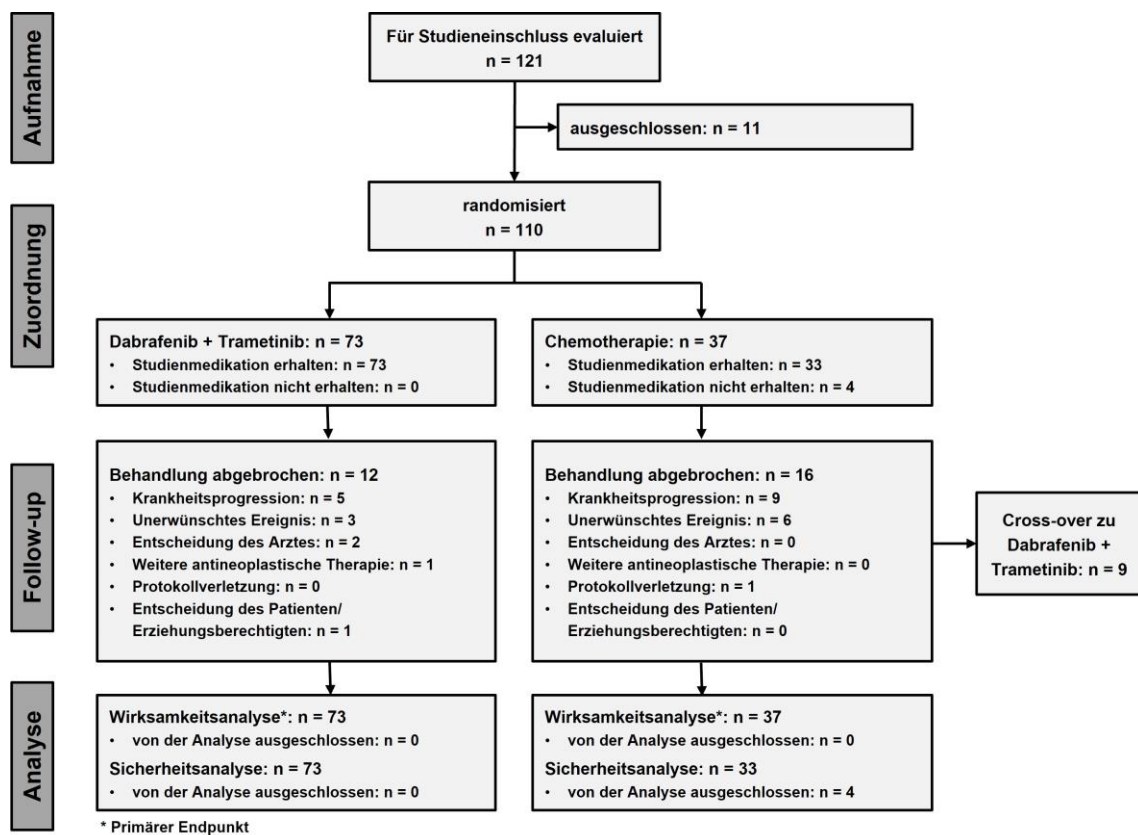 Aufnahme
Für Studieneinschluss evaluiert
n = 121
ausgeschlossen: n = 11
Zuordnung
randomisiert
n = 110
Dabrafenib + Trametinib: n = 73
• Studienmedikation erhalten: n = 73
• Studienmedikation nicht erhalten: n = 0
Chemotherapie: n = 37
• Studienmedikation erhalten: n = 33
• Studienmedikation nicht erhalten: n = 4
Follow-up
Behandlung abgebrochen: n = 12
• Krankheitsprogression: n = 5
• Unerwünschtes Ereignis: n = 3
• Entscheidung des Arztes: n = 2
• Weitere antineoplastische Therapie: n = 1
• Protokollverletzung: n = 0
• Entscheidung des Patienten/
Erziehungsberechtigten: n = 1
Behandlung abgebrochen: n = 16
• Krankheitsprogression: n = 9
• Unerwünschtes Ereignis: n = 6
• Entscheidung des Arztes: n = 0
• Weitere antineoplastische Therapie: n = 0
• Protokollverletzung: n = 1
• Entscheidung des Patienten/
Erziehungsberechtigten: n = 0
Cross-over zu
Dabrafenib +
Trametinib: n = 9
Analyse
Wirksamkeitsanalyse*: n = 73
• von der Analyse ausgeschlossen: n = 0
Sicherheitsanalyse: n = 73
• von der Analyse ausgeschlossen: n = 0
Wirksamkeitsanalyse*: n = 37
• von der Analyse ausgeschlossen: n = 0
Sicherheitsanalyse: n = 33
• von der Analyse ausgeschlossen: n = 4
* Primärer Endpunkt